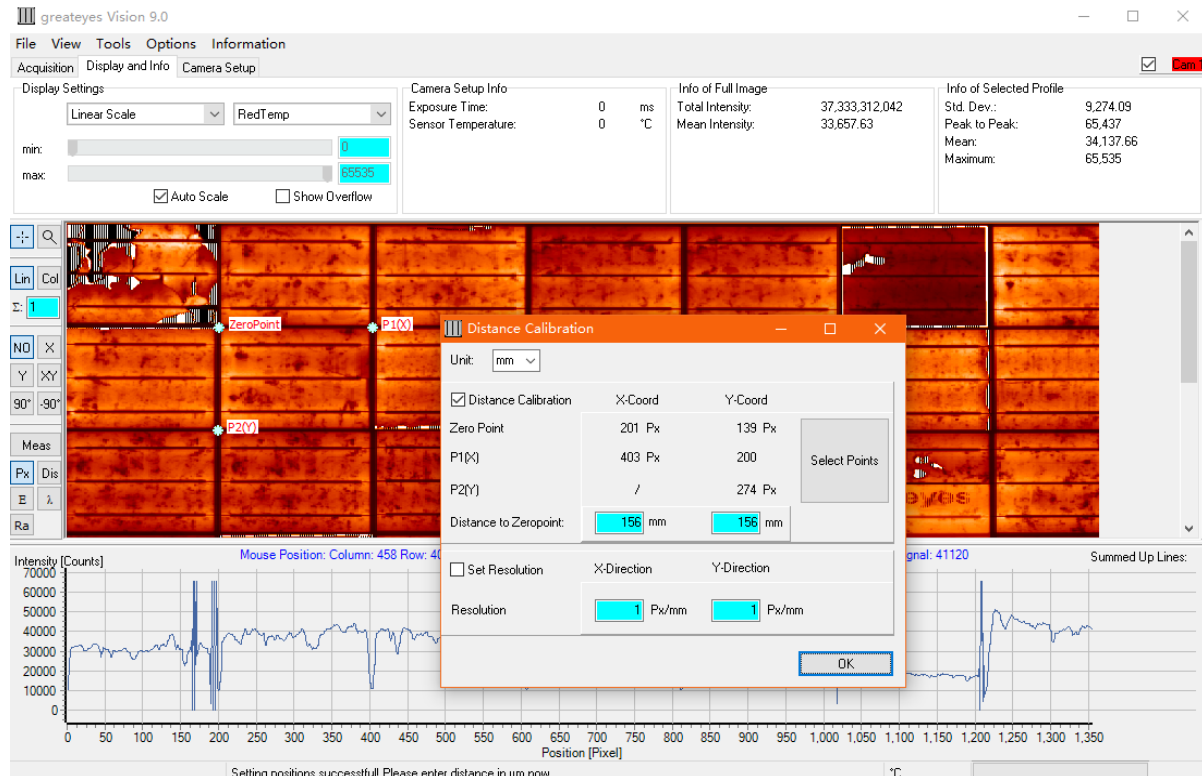 greateyes Vision 9.0
File View Tools Options Information
Acquisition Display and Info Camera Setup Cam
Display Settings
Linear Scale RedTemp
min: 0
max: 65535
Auto Scale Show Overflow
Camera Setup Info
Exposure Time: 0 ms
Sensor Temperature: 0 °C
Info of Full Image
Total Intensity: 37,333,312,042
Mean Intensity: 33,657.63
Info of Selected Profile
Std. Dev.: 9,274.09
Peak to Peak: 65,437
Mean: 34,137.66
Maximum: 65,535
Lin Col
Σ: 1
NO X
Y XY
90° -90°
Meas
Px Dis
E λ
Ra
ZeroPoint
P1(X)
P2(Y)
Distance Calibration
Unit: mm
Distance Calibration X-Coord Y-Coord
Zero Point 201 Px 139 Px
P1(X) 403 Px 200
P2(Y) / 274 Px
Select Points
Distance to Zeropoint: 156 mm 156 mm
Set Resolution X-Direction Y-Direction
Resolution 1 Px/mm 1 Px/mm
OK
Intensity [Counts]
Mouse Position: Column: 458 Row: 40
gnal: 41120
Summed Up Lines:
70000
60000
50000
40000
30000
20000
10000
0
0 50 100 150 200 250 300 350 400 450 500 550 600 650 700 750 800 850 900 950 1,000 1,050 1,100 1,150 1,200 1,250 1,300 1,350
Position [Pixel]
Setting positions successfull Please enter distance in um now °C